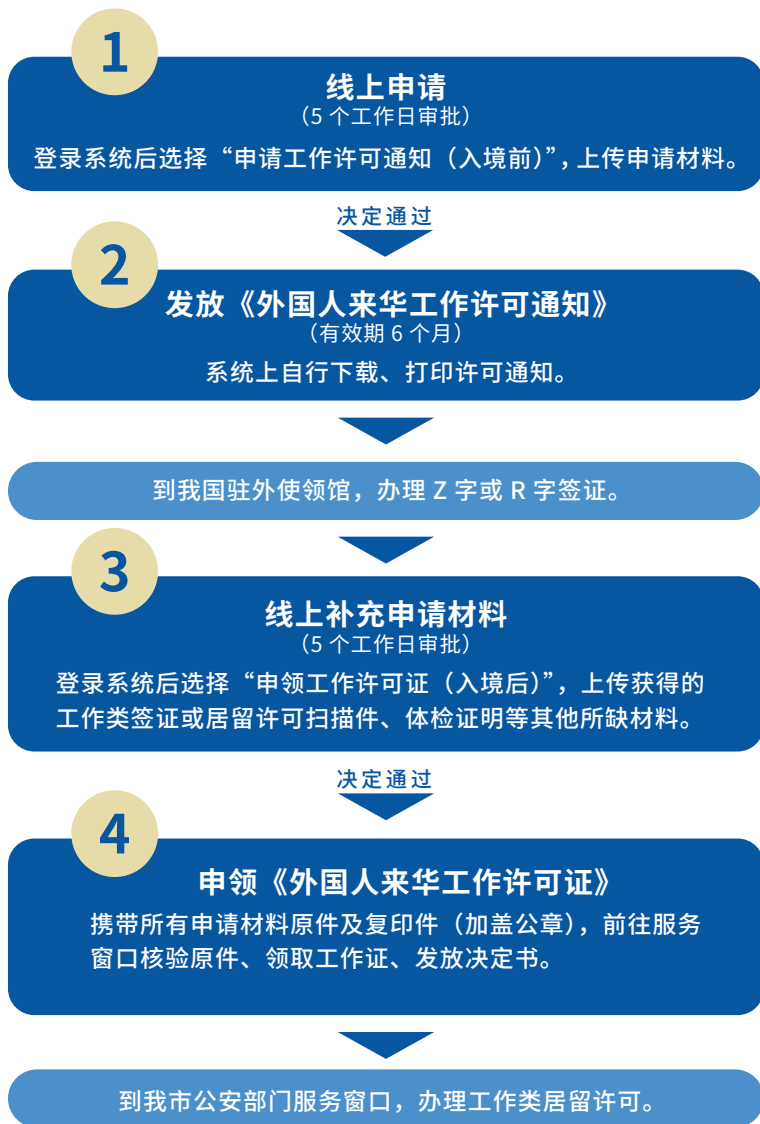 1
线上申请
（5 个工作日审批）
登录系统后选择“申请工作许可通知（入境前）”，上传申请材料。
决定通过
2
发放《外国人来华工作许可通知》
（有效期 6 个月）
系统上自行下载、打印许可通知。
到我国驻外使领馆，办理 Z 字或 R 字签证。
3
线上补充申请材料
（5 个工作日审批）
登录系统后选择“申领工作许可证（入境后）”，上传获得的
工作类签证或居留许可扫描件、体检证明等其他所缺材料。
决定通过
4
申领《外国人来华工作许可证》
携带所有申请材料原件及复印件（加盖公章），前往服务
窗口核验原件、领取工作证、发放决定书。
到我市公安部门服务窗口，办理工作类居留许可。